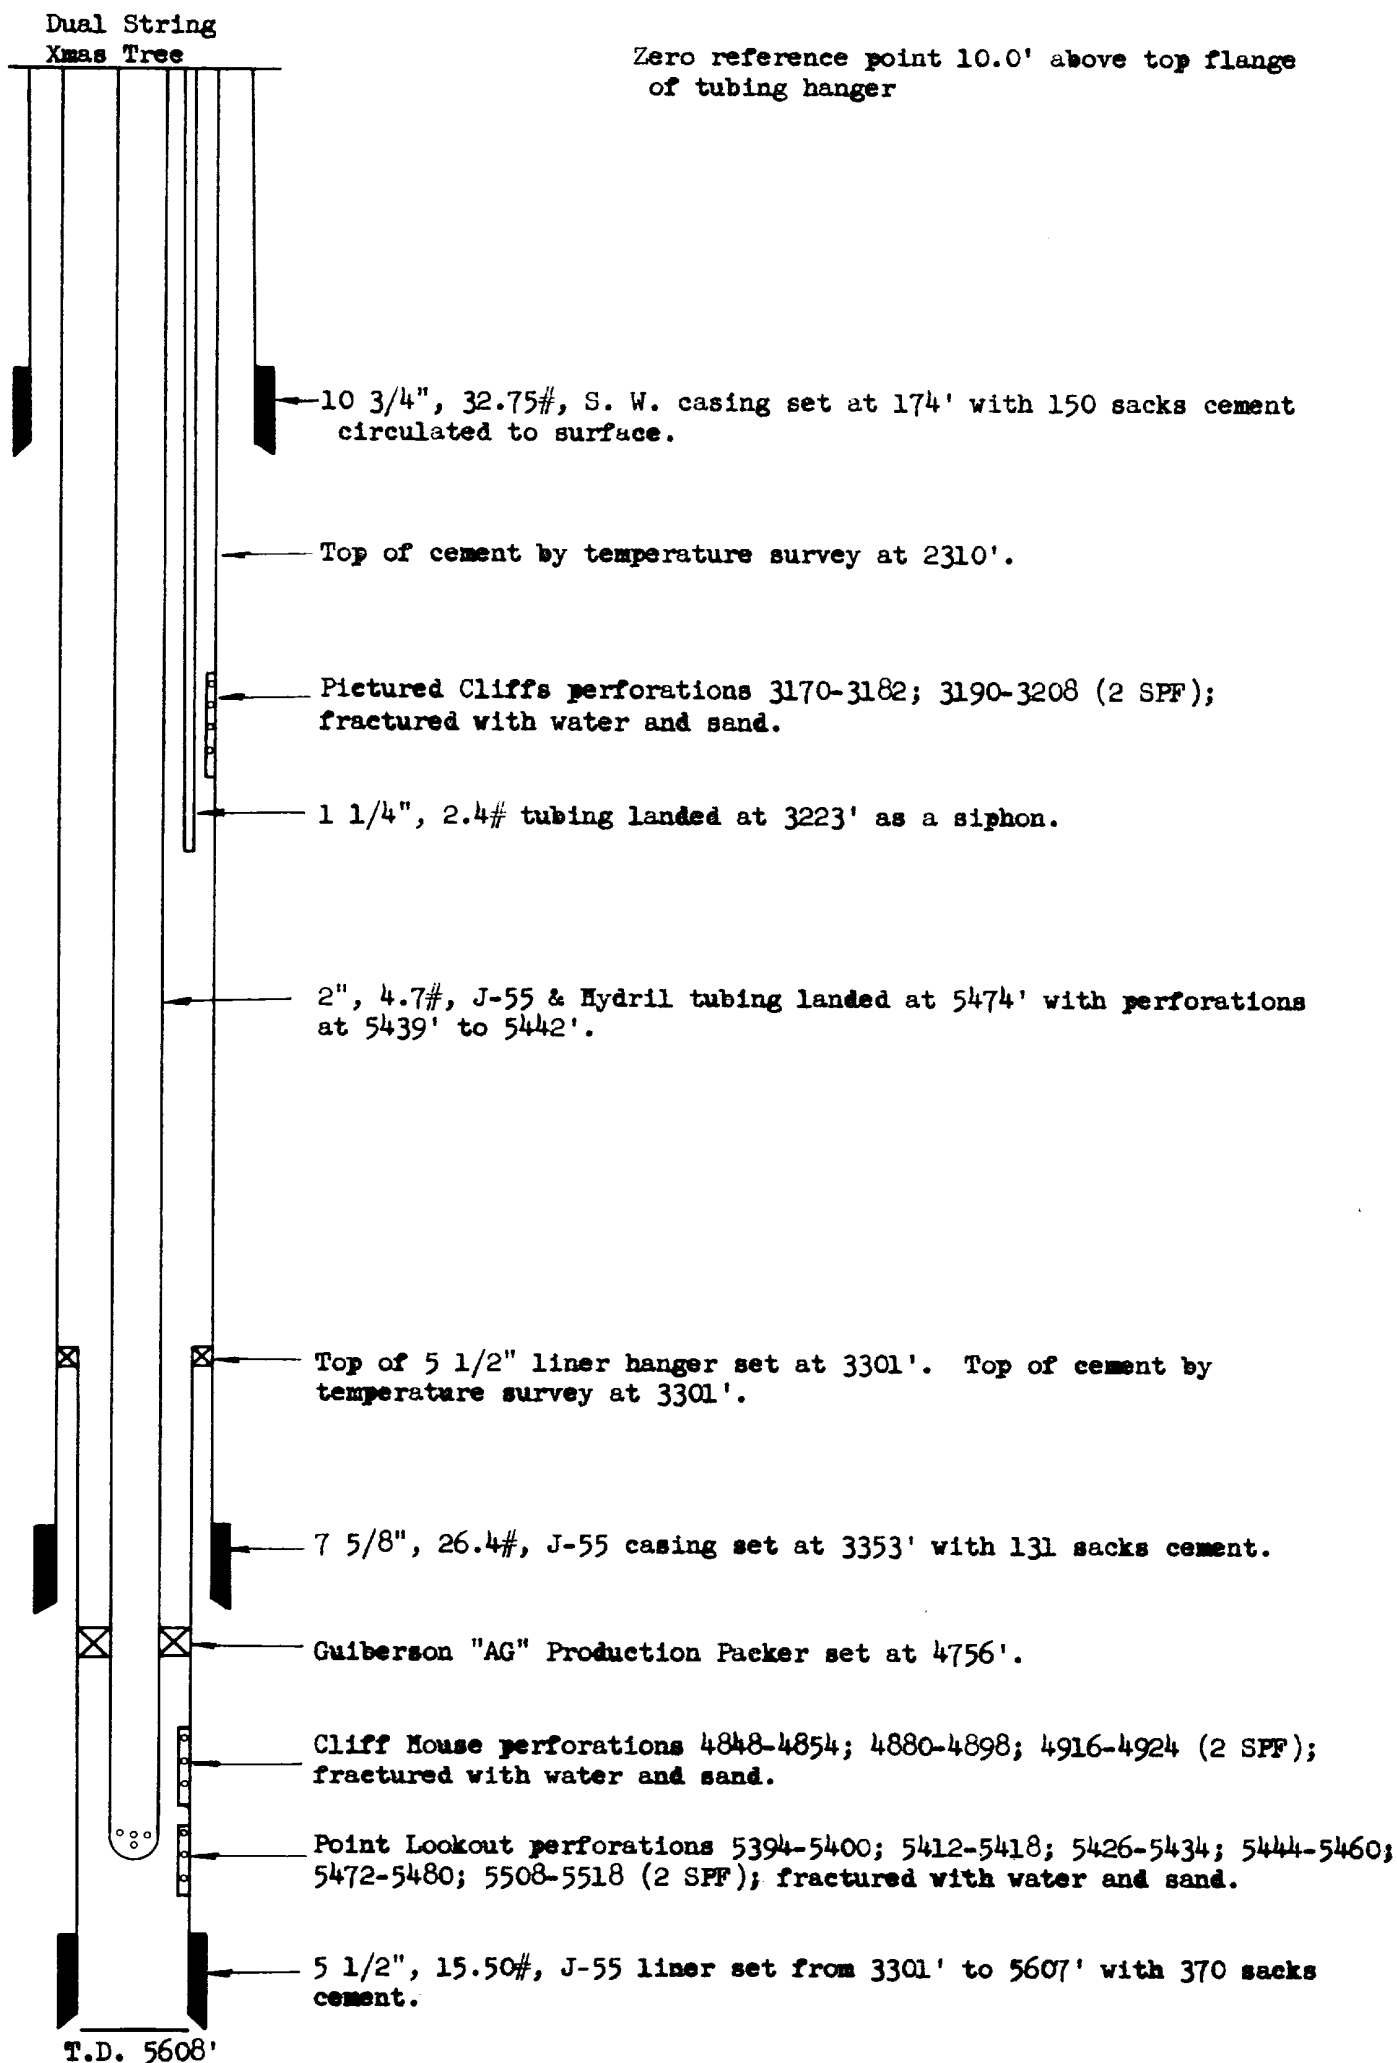 Dual String
Xmas Tree
Zero reference point 10.0' above top flange
of tubing hanger
10 3/4", 32.75#, S. W. casing set at 174' with 150 sacks cement
circulated to surface.
Top of cement by temperature survey at 2310'.
Pictured Cliffs perforations 3170-3182; 3190-3208 (2 SPF);
fractured with water and sand.
1 1/4", 2.4# tubing landed at 3223' as a siphon.
2", 4.7#, J-55 & Hydril tubing landed at 5474' with perforations
at 5439' to 5442'.
Top of 5 1/2" liner hanger set at 3301'. Top of cement by
temperature survey at 3301'.
7 5/8", 26.4#, J-55 casing set at 3353' with 131 sacks cement.
Guiberson "AG" Production Packer set at 4756'.
Cliff House perforations 4848-4854; 4880-4898; 4916-4924 (2 SPF);
fractured with water and sand.
Point Lookout perforations 5394-5400; 5412-5418; 5426-5434; 5444-5460;
5472-5480; 5508-5518 (2 SPF); fractured with water and sand.
5 1/2", 15.50#, J-55 liner set from 3301' to 5607' with 370 sacks
cement.
T.D. 5608'